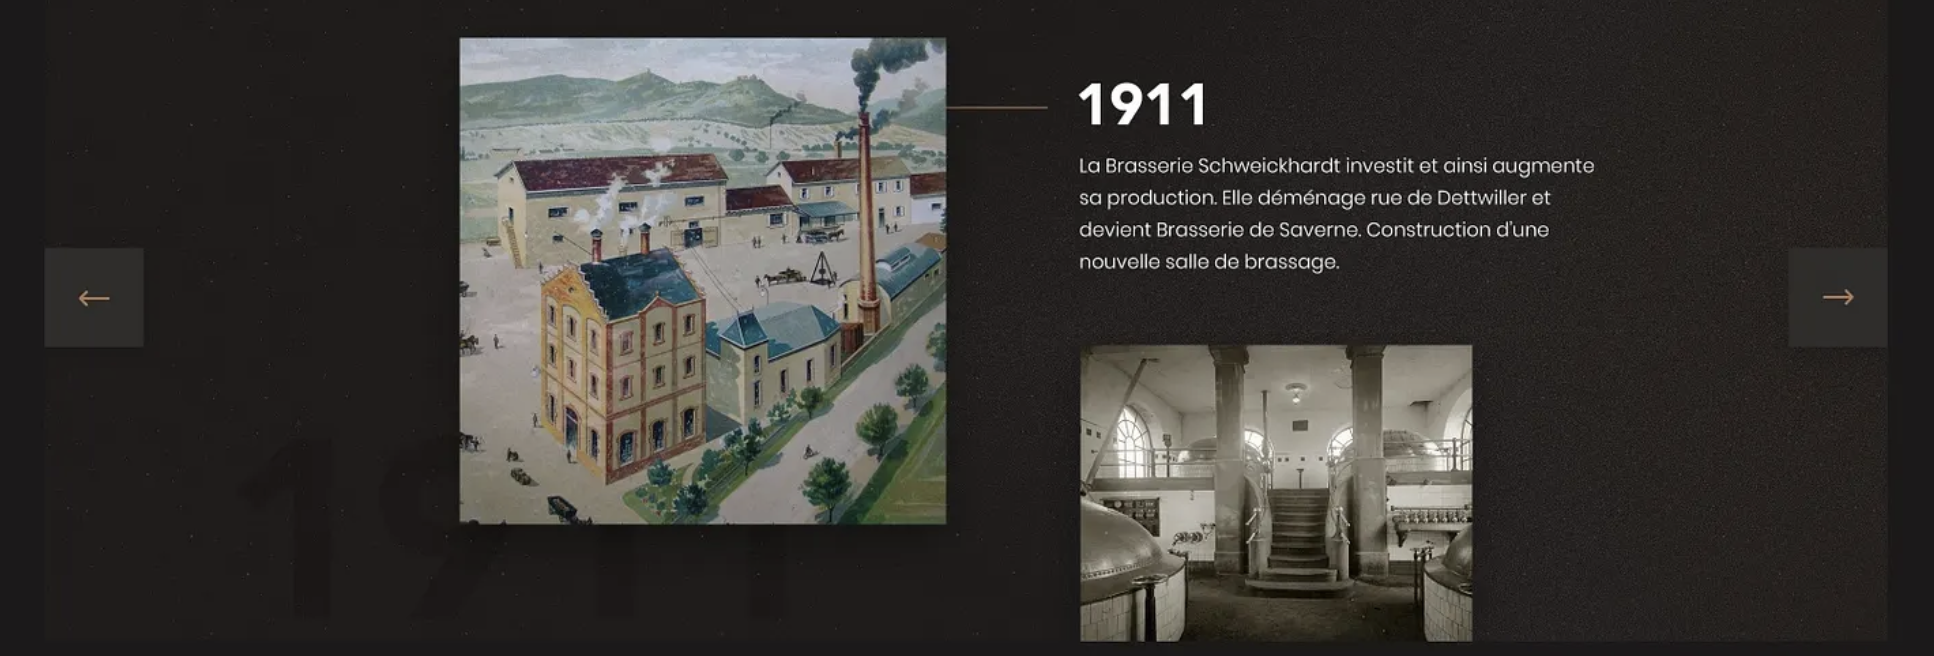 1911
La Brasserie Schweickhardt investit et ainsi augmente
sa production. Elle déménage rue de Dettwiller et
devient Brasserie de Saverne. Construction d'une
nouvelle salle de brassage.
1911